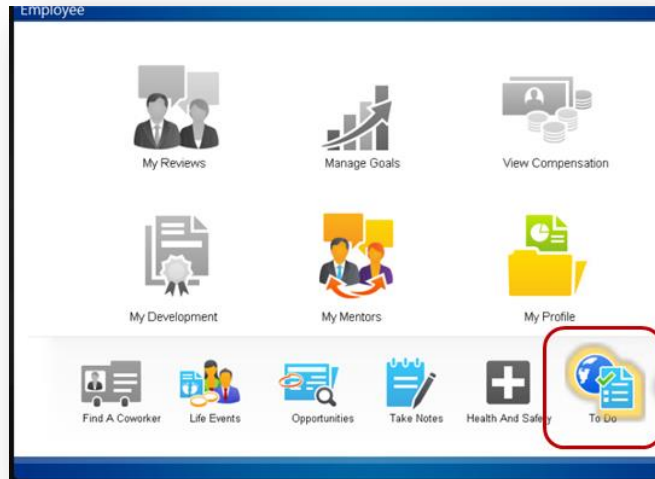 Employee
My Reviews
Manage Goals
View Compensation
My Development
My Mentors
My Profile
Find A Coworker
Life Events
Opportunities
Take Notes
Health And Safety
To Do